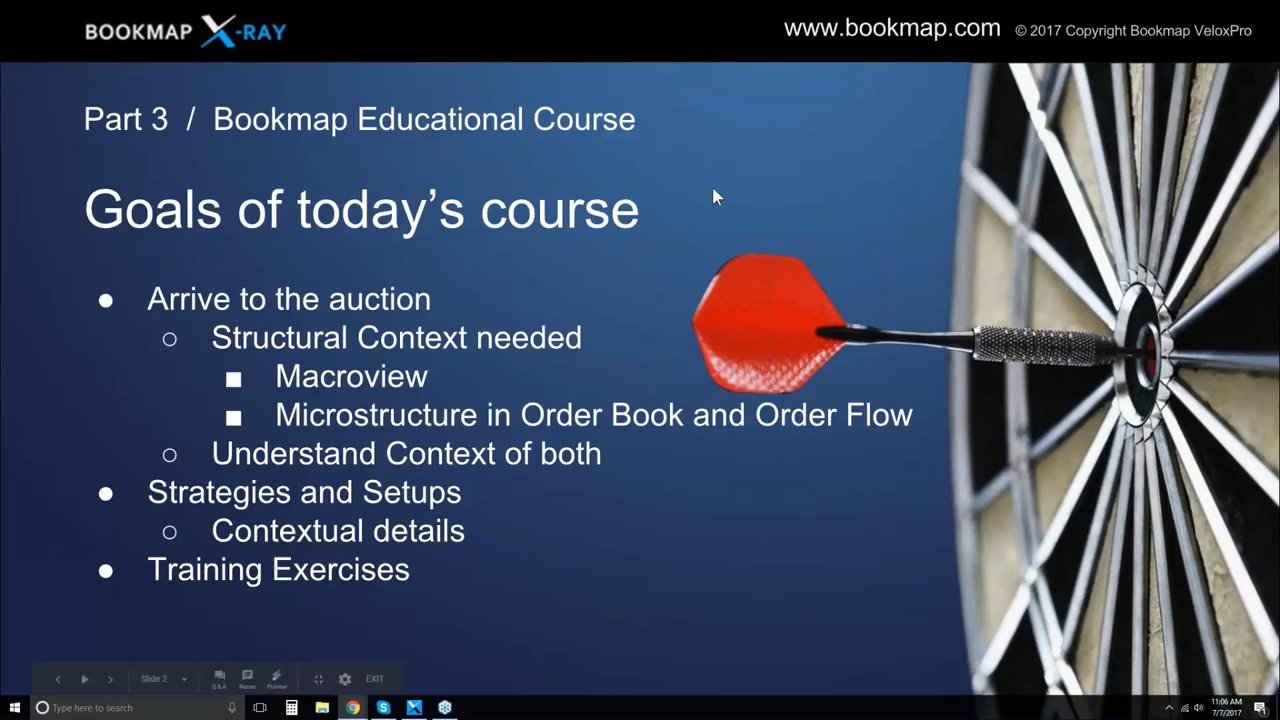 BOOKMAP X-RAY
www.bookmap.com © 2017 Copyright Bookmap VeloxPro
Part 3 / Bookmap Educational Course
Goals of today’s course
● Arrive to the auction
○ Structural Context needed
■ Macroview
■ Microstructure in Order Book and Order Flow
○ Understand Context of both
● Strategies and Setups
○ Contextual details
● Training Exercises
Slide 2
Q&A Notes Pointer
EXIT
Type here to search
11:06 AM
7/7/2017